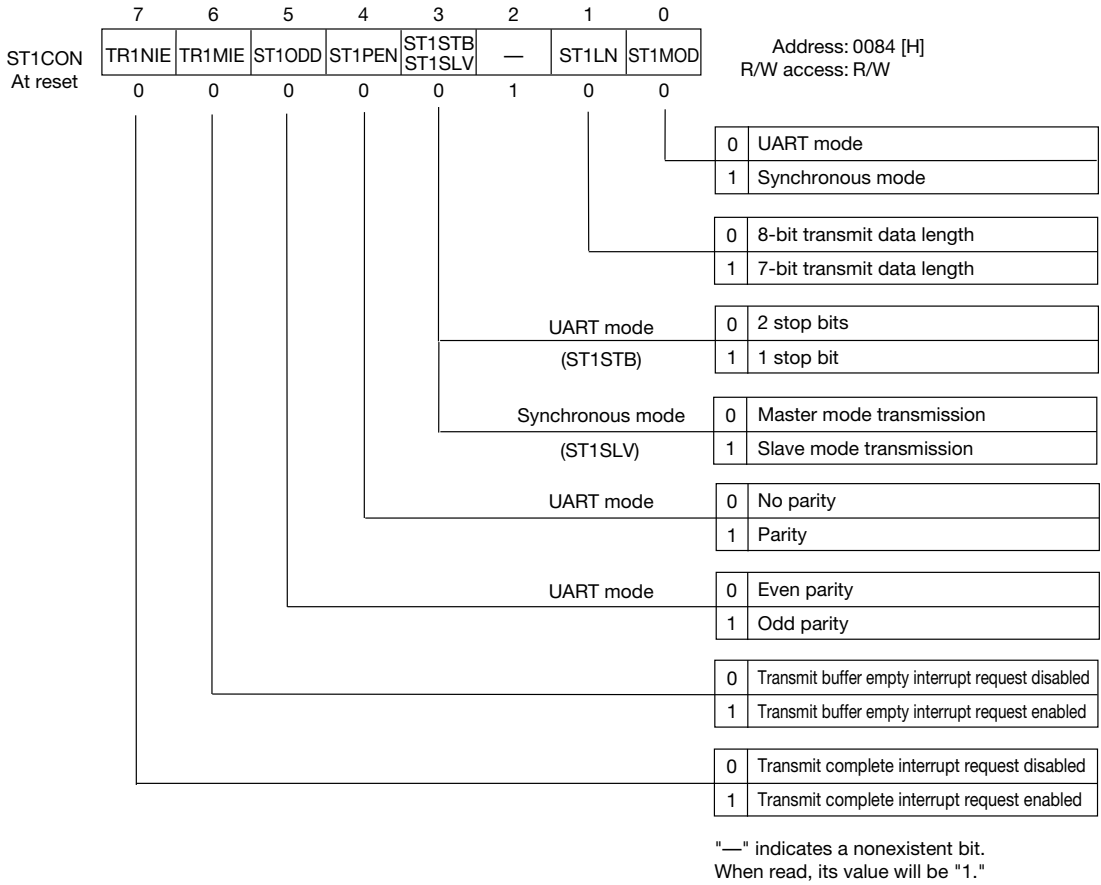 7 6 5 4 3 2 1 0
ST1CON TR1NIE TR1MIE ST1ODD ST1PEN ST1STB ST1SLV — ST1LN ST1MOD
At reset 0 0 0 0 0 1 0 0
Address: 0084 [H]
R/W access: R/W
0 UART mode
1 Synchronous mode
0 8-bit transmit data length
1 7-bit transmit data length
UART mode
(ST1STB)
0 2 stop bits
1 1 stop bit
Synchronous mode
(ST1SLV)
0 Master mode transmission
1 Slave mode transmission
UART mode
0 No parity
1 Parity
UART mode
0 Even parity
1 Odd parity
0 Transmit buffer empty interrupt request disabled
1 Transmit buffer empty interrupt request enabled
0 Transmit complete interrupt request disabled
1 Transmit complete interrupt request enabled
"—" indicates a nonexistent bit.
When read, its value will be "1."